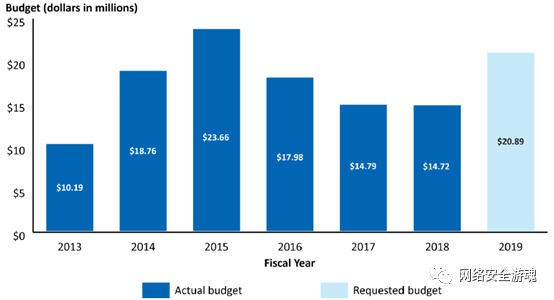 Budget (dollars in millions)
$25
$20
$15
$10
$5
$0
$10.19
$18.76
$23.66
$17.98
$14.79
$14.72
$20.89
2013 2014 2015 2016 2017 2018 2019
Fiscal Year
Actual budget Requested budget
网络安全游魂